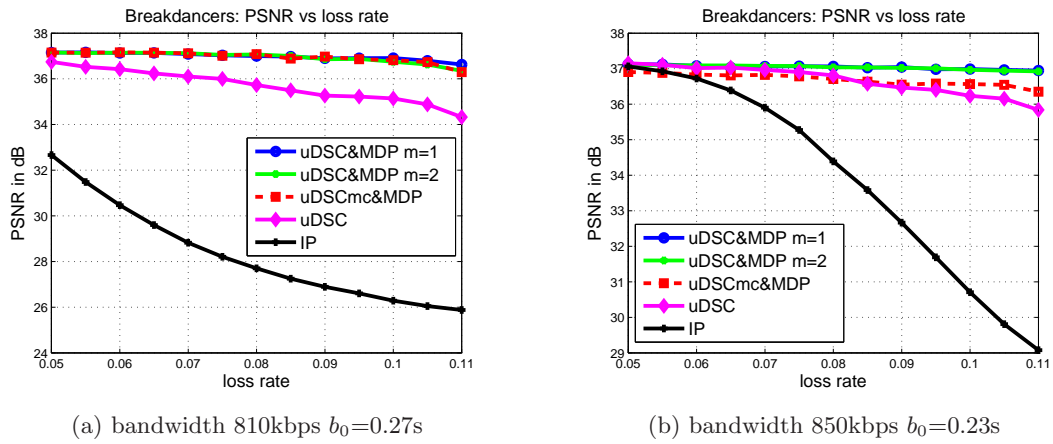 Breakdancers: PSNR vs loss rate
38
36
34
32
30
28
26
24
PSNR in dB
uDSC&MDP m=1
uDSC&MDP m=2
uDSCmc&MDP
uDSC
IP
0.05 0.06 0.07 0.08 0.09 0.1 0.11
loss rate
(a) bandwidth 810kbps b₀=0.27s
Breakdancers: PSNR vs loss rate
38
37
36
35
34
33
32
31
30
29
PSNR in dB
uDSC&MDP m=1
uDSC&MDP m=2
uDSCmc&MDP
uDSC
IP
0.05 0.06 0.07 0.08 0.09 0.1 0.11
loss rate
(b) bandwidth 850kbps b₀=0.23s